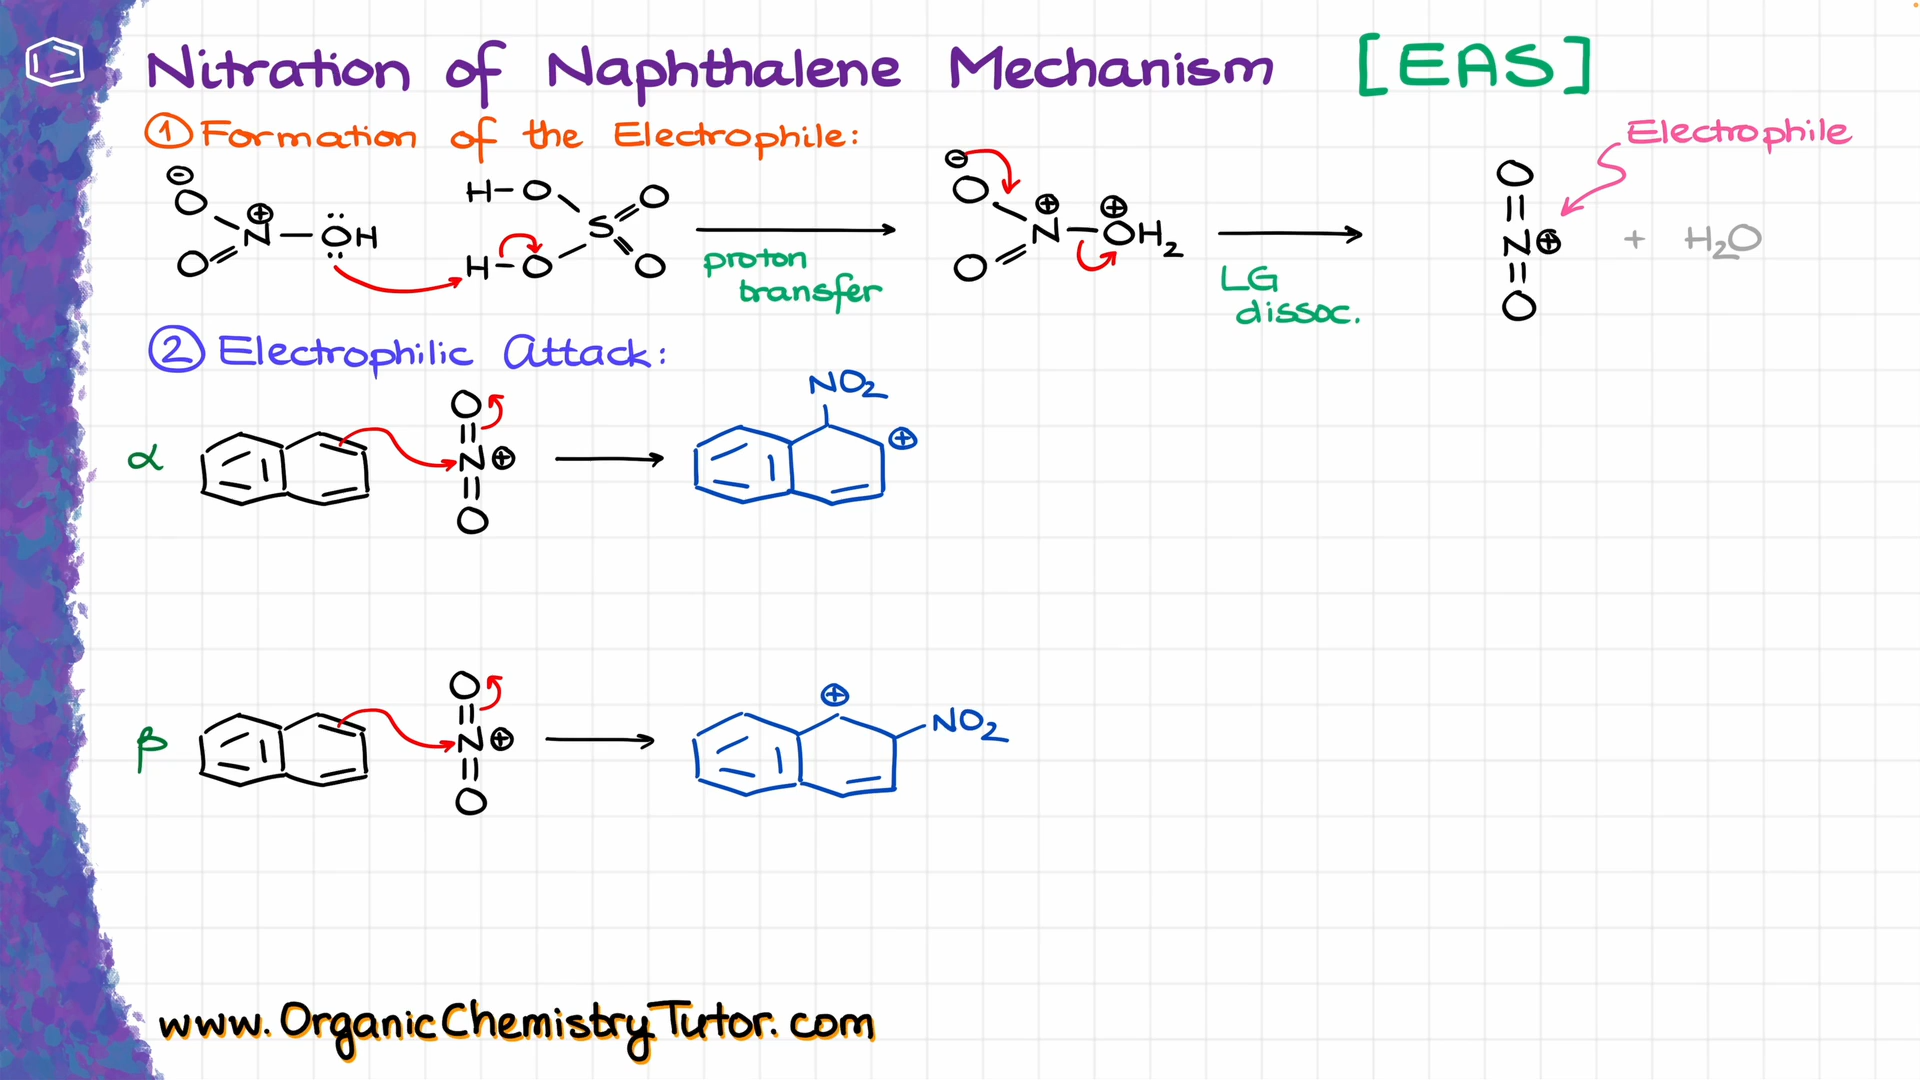 Nitration of Naphthalene Mechanism [EAS]
① Formation of the Electrophile:
Electrophile
⊖ O ⊕ N ÖH O
H-O S O H-O O
proton
transfer
⊖ O ⊕ N ⊕ OH₂ O
LG
dissoc.
O
N⊕
O
+ H₂O
② Electrophilic Attack:
α
O
N⊕
O
NO₂
⊕
β
O
N⊕
O
⊕
NO₂
www.OrganicChemistryTutor.com